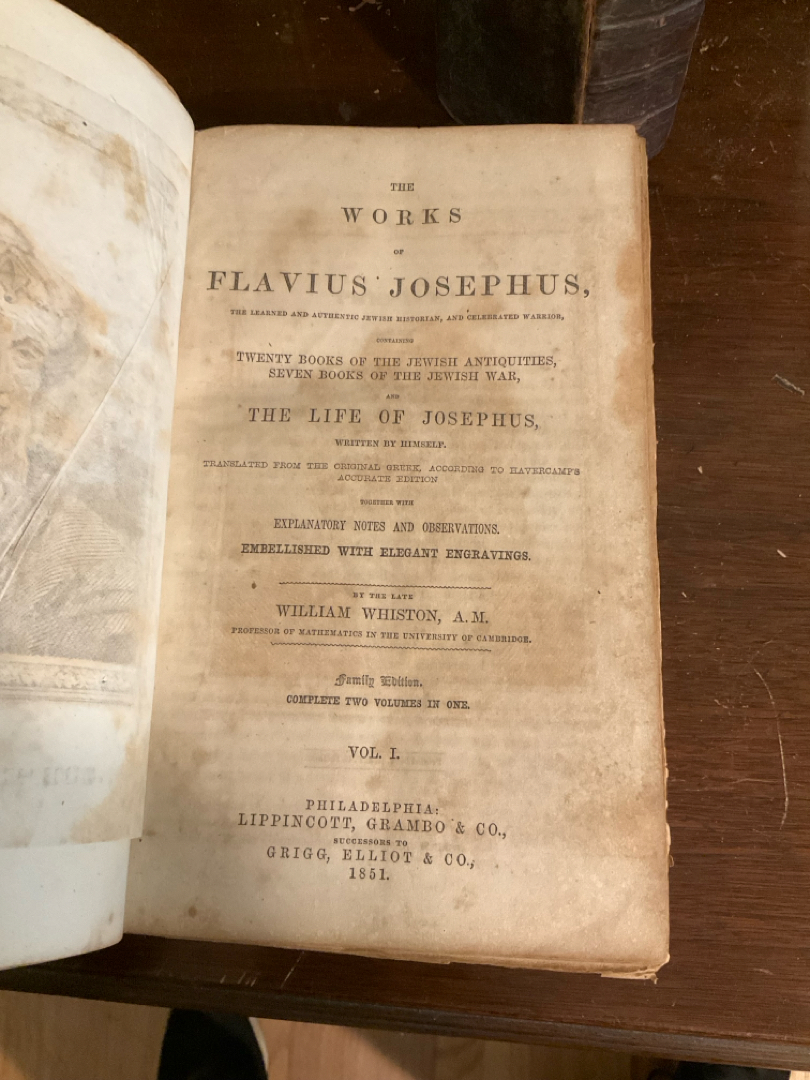 THE
WORKS
OF
FLAVIUS JOSEPHUS,
THE LEARNED AND AUTHENTIC JEWISH HISTORIAN, AND CELEBRATED WARRIOR,
CONTAINING
TWENTY BOOKS OF THE JEWISH ANTIQUITIES,
SEVEN BOOKS OF THE JEWISH WAR,
AND
THE LIFE OF JOSEPHUS,
WRITTEN BY HIMSELF.
TRANSLATED FROM THE ORIGINAL GREEK, ACCORDING TO HAVERCAMP'S
ACCURATE EDITION
TOGETHER WITH
EXPLANATORY NOTES AND OBSERVATIONS.
EMBELLISHED WITH ELEGANT ENGRAVINGS.
BY THE LATE
WILLIAM WHISTON, A.M.
PROFESSOR OF MATHEMATICS IN THE UNIVERSITY OF CAMBRIDGE.
Family Edition.
COMPLETE TWO VOLUMES IN ONE.
VOL. I.
PHILADELPHIA:
LIPPINCOTT, GRAMBO & CO.,
SUCCESSORS TO
GRIGG, ELLIOT & CO.,
1851.